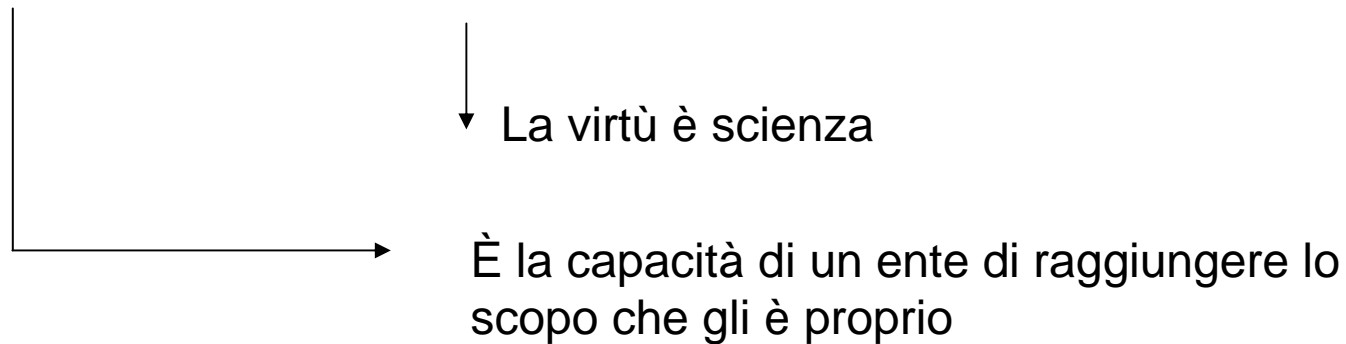 La virtù è scienza
È la capacità di un ente di raggiungere lo
scopo che gli è proprio